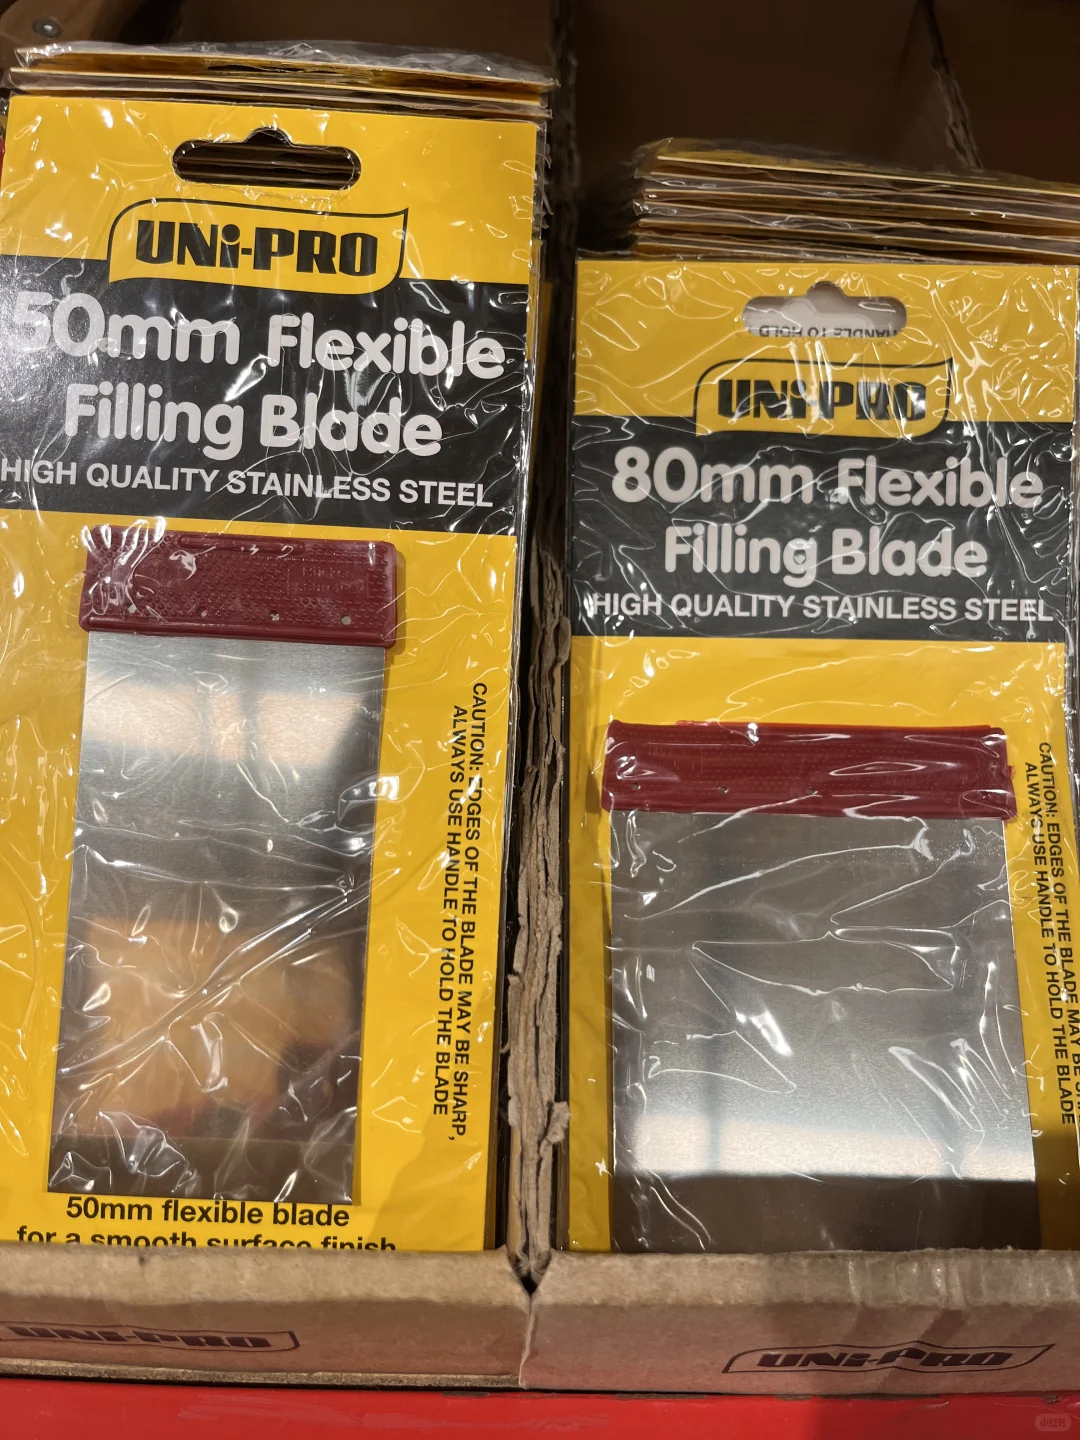 UNi-PRO
50mm Flexible
Filling Blade
HIGH QUALITY STAINLESS STEEL
CAUTION: EDGES OF THE BLADE MAY BE SHARP,
ALWAYS USE HANDLE TO HOLD THE BLADE
50mm flexible blade
for a smooth surface finish
UNi-PRO
HANDLE TO HOLD
UNi-PRO
80mm Flexible
Filling Blade
HIGH QUALITY STAINLESS STEEL
CAUTION: EDGES OF THE BLADE MAY BE
ALWAYS USE HANDLE TO HOLD THE BLADE
UNi-PRO